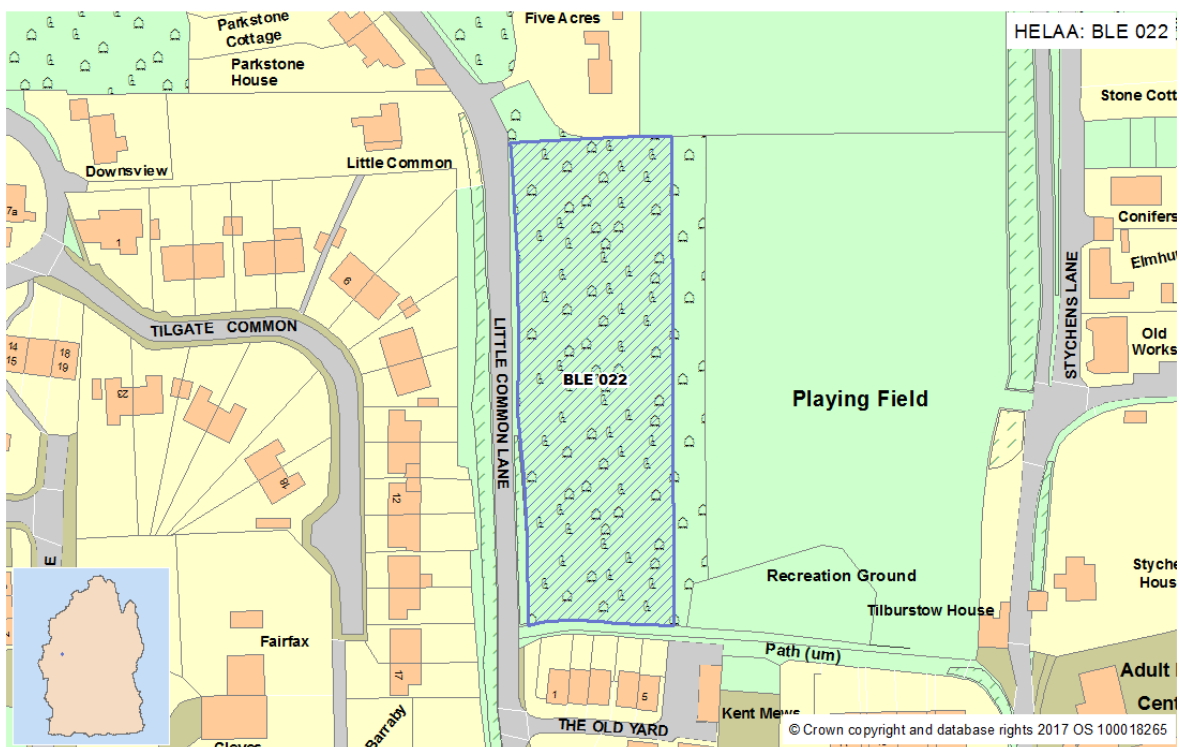 HELAA: BLE 022
Parkstone
Cottage
Parkstone
House
Five Acres
Stone Cott
Downsview
Little Common
7a
1
6
Conifers
Elmhu
TILGATE COMMON
LITTLE COMMON LANE
STYCHENS LANE
Old
Works
14
15
18
19
23
BLE 022
Playing Field
18
12
E
Recreation Ground
Tilburstow House
Styche
House
Fairfax
Path (um)
17
1
5
Adult
Cent
Kent Mews
Barraby
THE OLD YARD
© Crown copyright and database rights 2017 OS 100018265